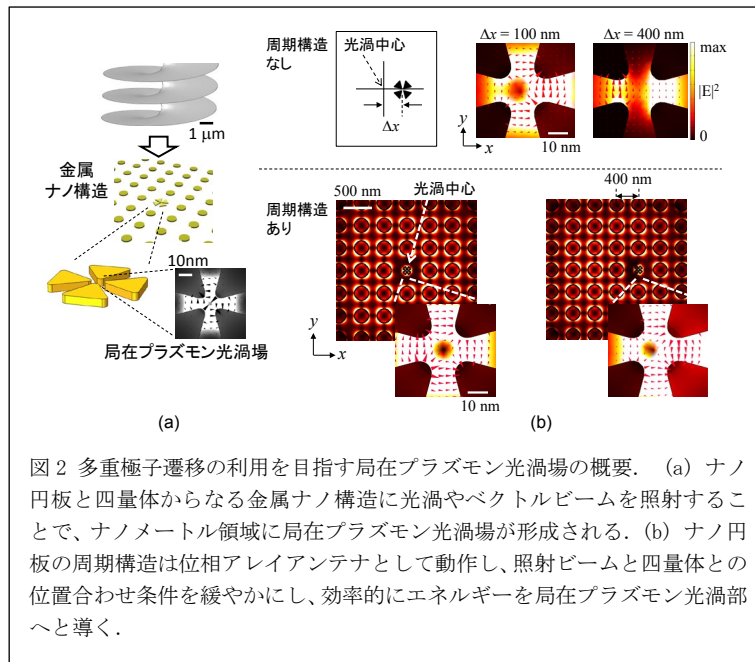 周期構造
なし
光渦中心
Δx
Δx = 100 nm
Δx = 400 nm
max
|E|²
0
y
x
10 nm
1 μm
金属
ナノ構造
10nm
局在プラズモン光渦場
(a)
周期構造
あり
500 nm
光渦中心
400 nm
y
x
10 nm
(b)
図 2 多重極子遷移の利用を目指す局在プラズモン光渦場の概要. (a) ナノ
円板と四量体からなる金属ナノ構造に光渦やベクトルビームを照射するこ
とで、ナノメートル領域に局在プラズモン光渦場が形成される. (b) ナノ円
板の周期構造は位相アレイアンテナとして動作し、照射ビームと四量体との
位置合わせ条件を緩やかにし、効率的にエネルギーを局在プラズモン光渦部
へと導く.